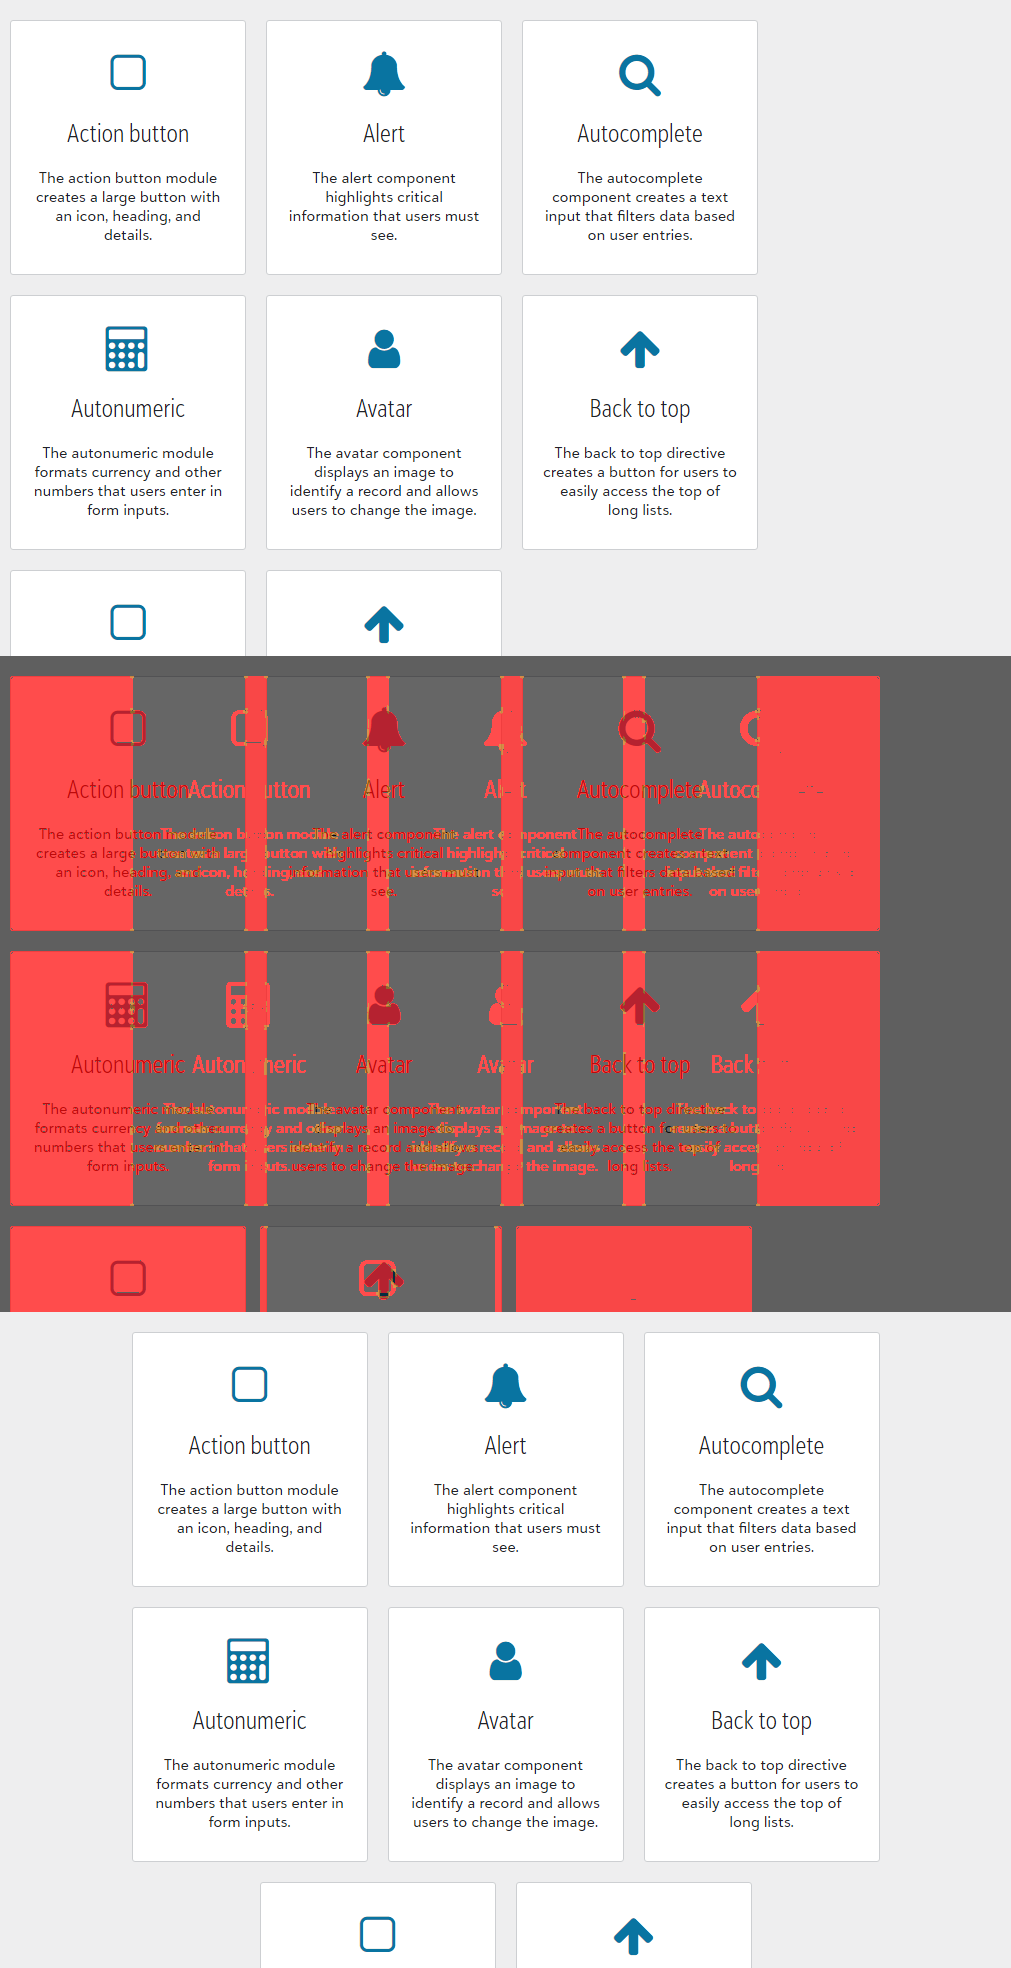 Action button
The action button module
creates a large button with
an icon, heading, and
details.
Alert
The alert component
highlights critical
information that users must
see.
Autocomplete
The autocomplete
component creates a text
input that filters data based
on user entries.
Autonumeric
The autonumeric module
formats currency and other
numbers that users enter in
form inputs.
Avatar
The avatar component
displays an image to
identify a record and allows
users to change the image.
Back to top
The back to top directive
creates a button for users to
easily access the top of
long lists.
Action button
Alert
Autocomplete
Autonumeric
Avatar
Back to top
Action button
The action button module
creates a large button with
an icon, heading, and
details.
Alert
The alert component
highlights critical
information that users must
see.
Autocomplete
The autocomplete
component creates a text
input that filters data based
on user entries.
Autonumeric
The autonumeric module
formats currency and other
numbers that users enter in
form inputs.
Avatar
The avatar component
displays an image to
identify a record and allows
users to change the image.
Back to top
The back to top directive
creates a button for users to
easily access the top of
long lists.